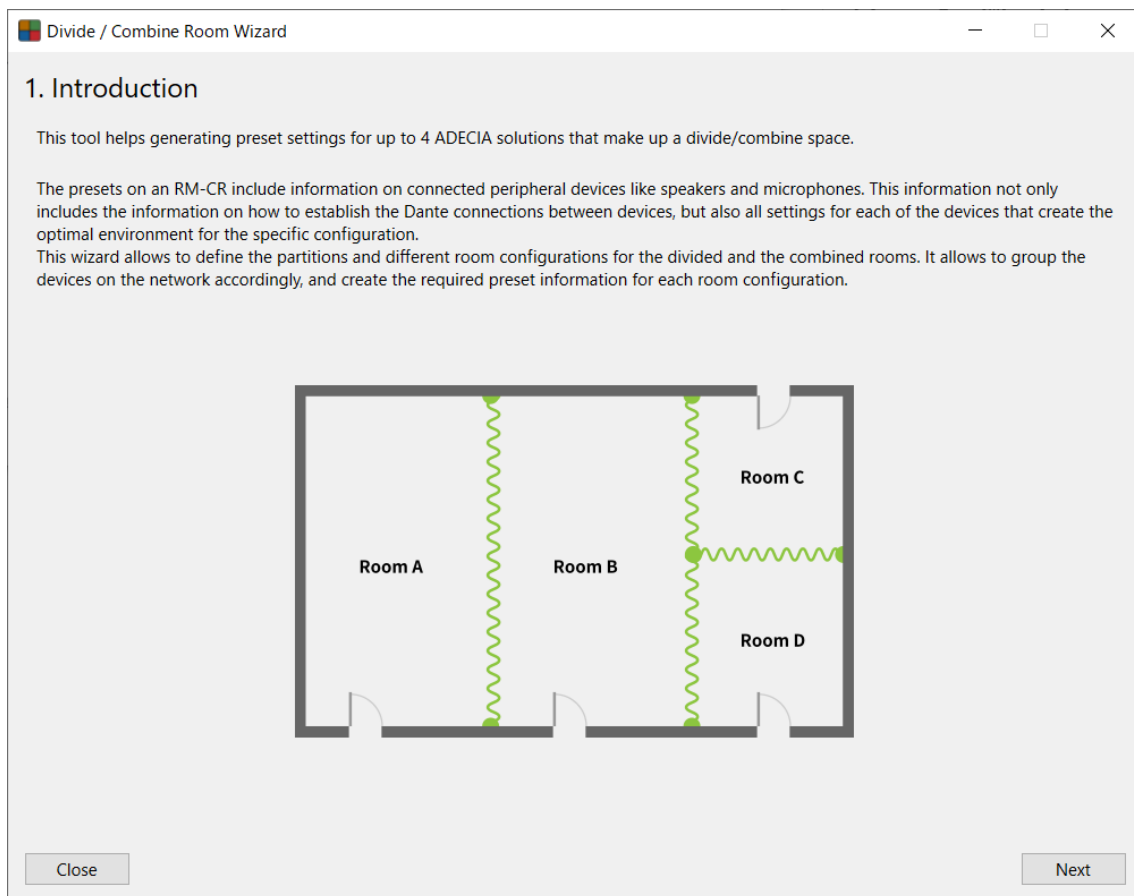 Divide / Combine Room Wizard
1. Introduction
This tool helps generating preset settings for up to 4 ADECIA solutions that make up a divide/combine space.
The presets on an RM-CR include information on connected peripheral devices like speakers and microphones. This information not only
includes the information on how to establish the Dante connections between devices, but also all settings for each of the devices that create the
optimal environment for the specific configuration.
This wizard allows to define the partitions and different room configurations for the divided and the combined rooms. It allows to group the
devices on the network accordingly, and create the required preset information for each room configuration.
Room C
Room A
Room B
Room D
Close
Next